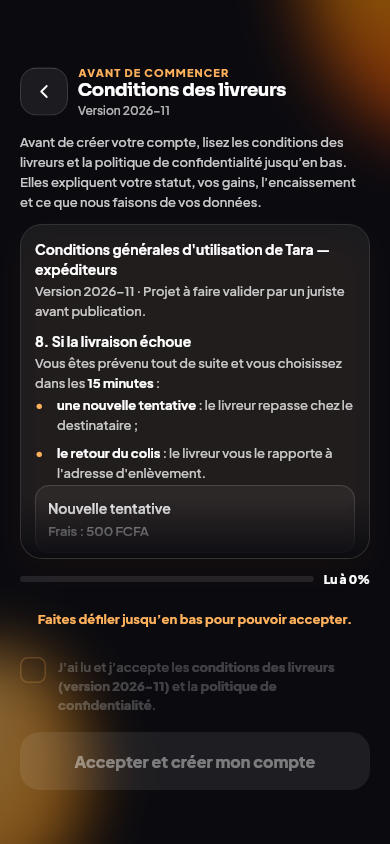 AVANT DE COMMENCER
Conditions des livreurs
Version 2026-11
Avant de créer votre compte, lisez les conditions des
livreurs et la politique de confidentialité jusqu'en bas.
Elles expliquent votre statut, vos gains, l'encaissement
et ce que nous faisons de vos données.
Conditions générales d'utilisation de Tara —
expéditeurs
Version 2026-11 · Projet à faire valider par un juriste
avant publication.
8. Si la livraison échoue
Vous êtes prévenu tout de suite et vous choisissez
dans les 15 minutes :
• une nouvelle tentative : le livreur repasse chez le
destinataire ;
• le retour du colis : le livreur vous le rapporte à
l'adresse d'enlèvement.
Nouvelle tentative
Frais : 500 FCFA
Lu à 0%
Faites défiler jusqu'en bas pour pouvoir accepter.
J'ai lu et j'accepte les conditions des livreurs
(version 2026-11) et la politique de
confidentialité.
Accepter et créer mon compte